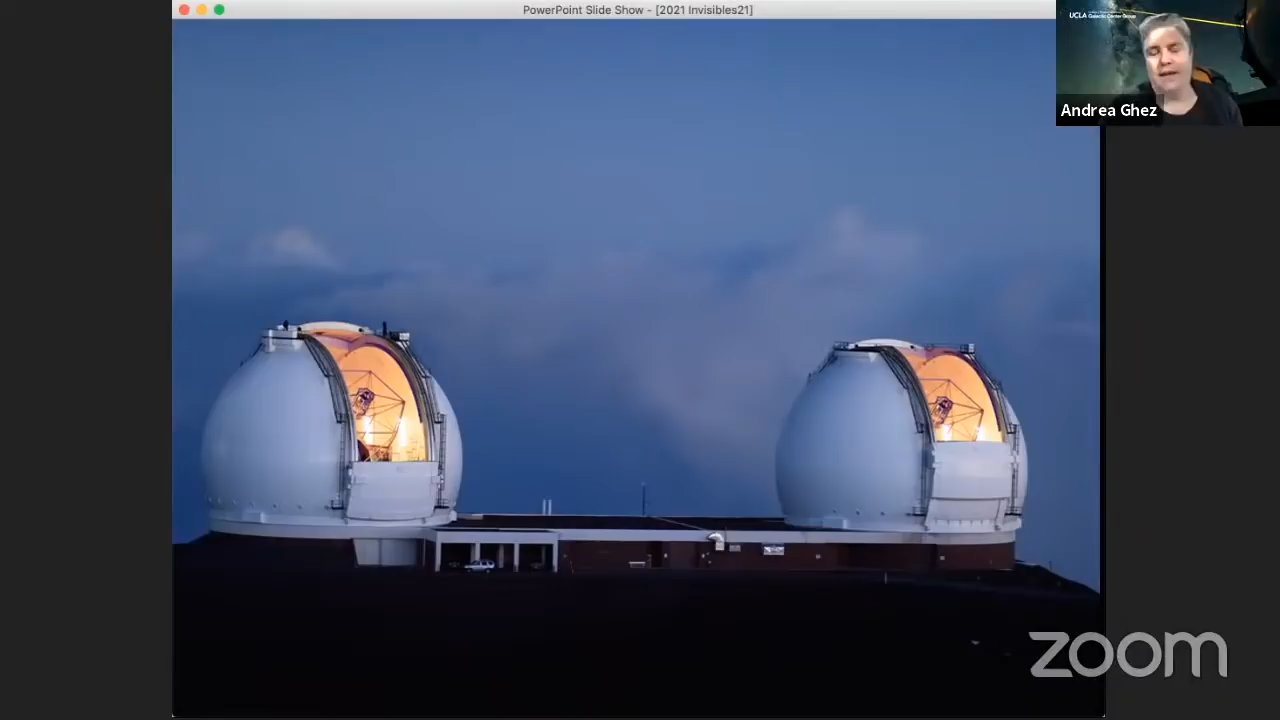 PowerPoint Slide Show - [2021 Invisibles21]
UCLA Galactic Center Group
Andrea Ghez
zoom